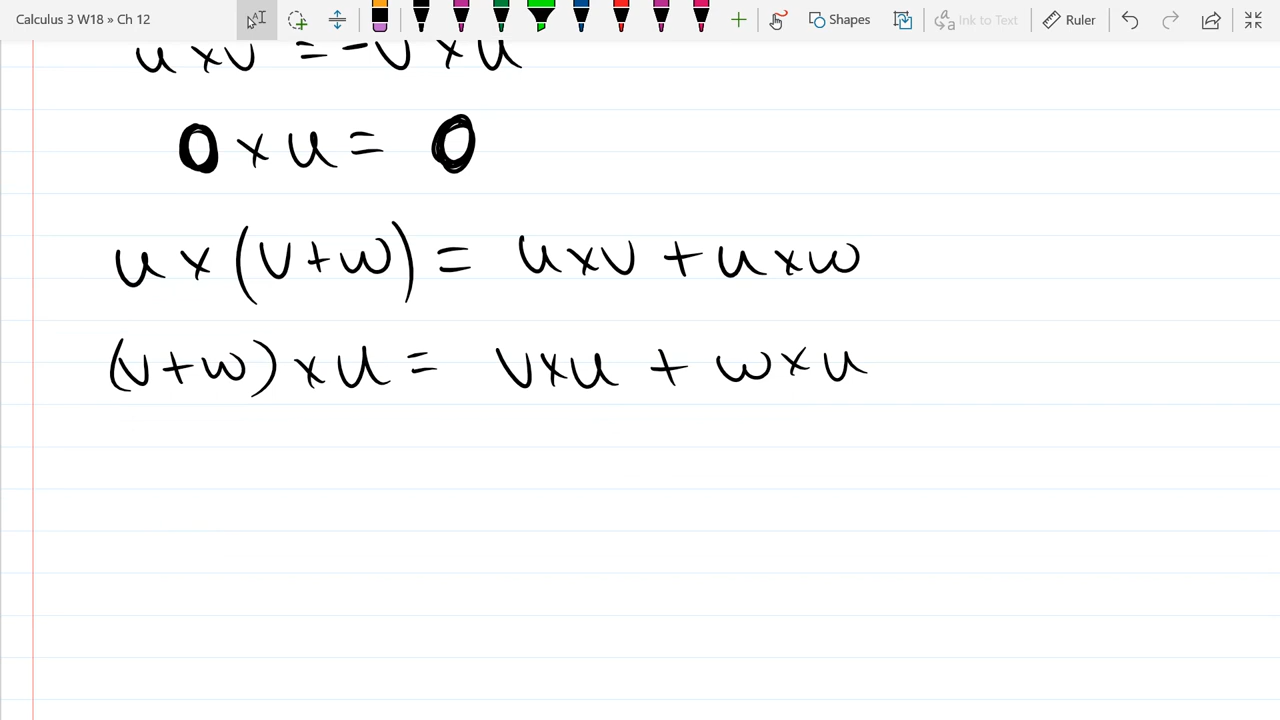 Calculus 3 W18 » Ch 12
Shapes
Ink to Text
Ruler
u × v = - v × u
0 × u = 0
u × (v + w) = u × v + u × w
(v + w) × u = v × u + w × u